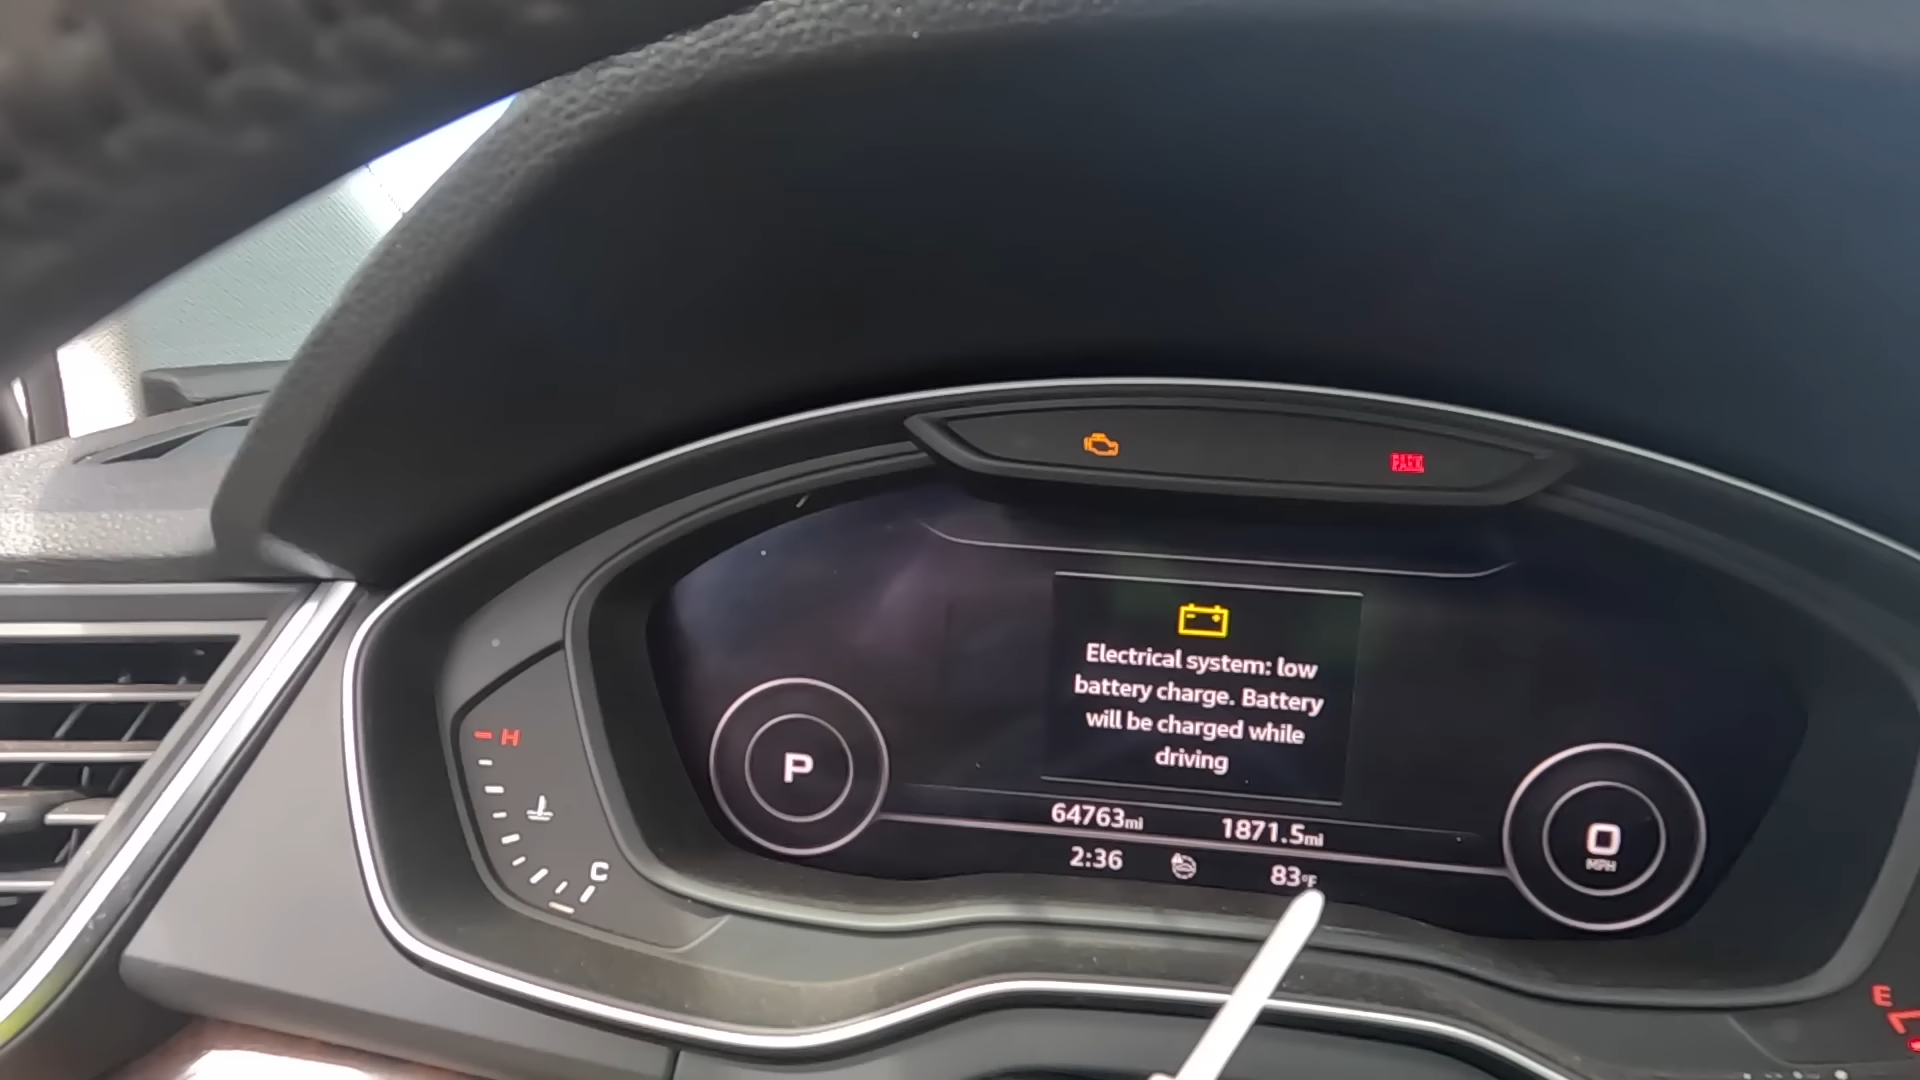 PARK
Electrical system: low
battery charge. Battery
will be charged while
driving
H
P
C
64763mi 1871.5mi
2:36 83°F
0
MPH
E